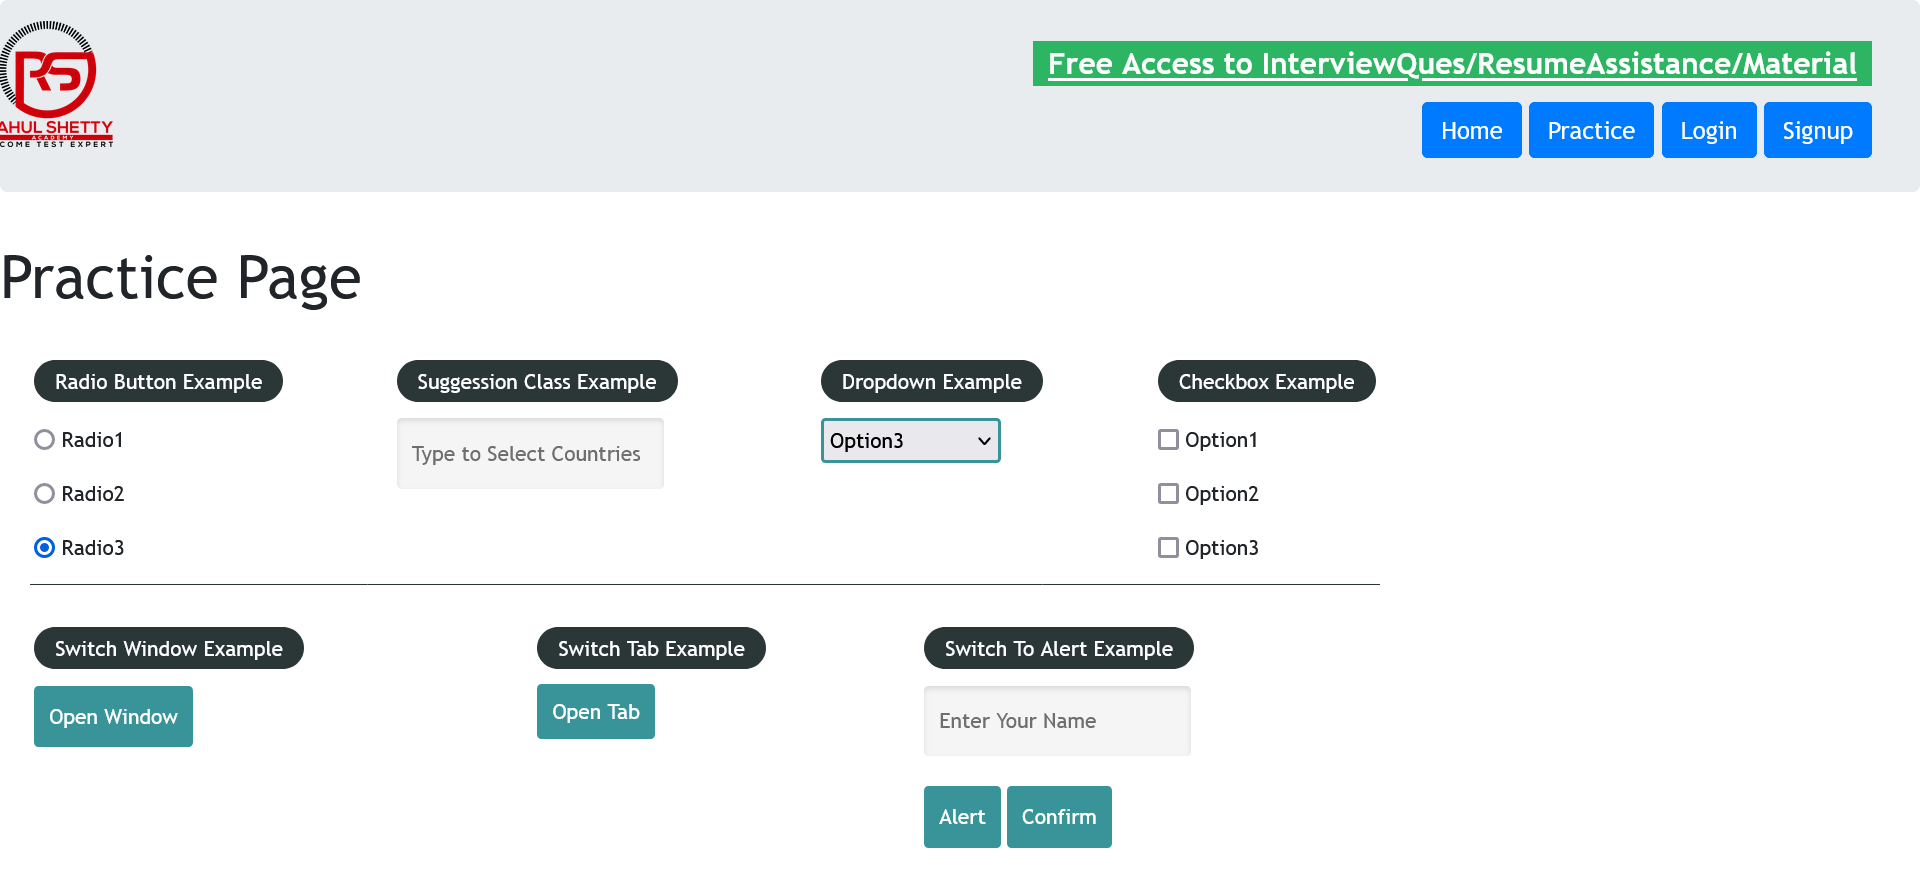 AHUL SHETTY
ACADEMY
COME TEST EXPERT
Free Access to InterviewQues/ResumeAssistance/Material
Home Practice Login Signup
Practice Page
Radio Button Example
Radio1
Radio2
Radio3
Suggession Class Example
Type to Select Countries
Dropdown Example
Option3
Checkbox Example
Option1
Option2
Option3
Switch Window Example
Open Window
Switch Tab Example
Open Tab
Switch To Alert Example
Enter Your Name
Alert Confirm